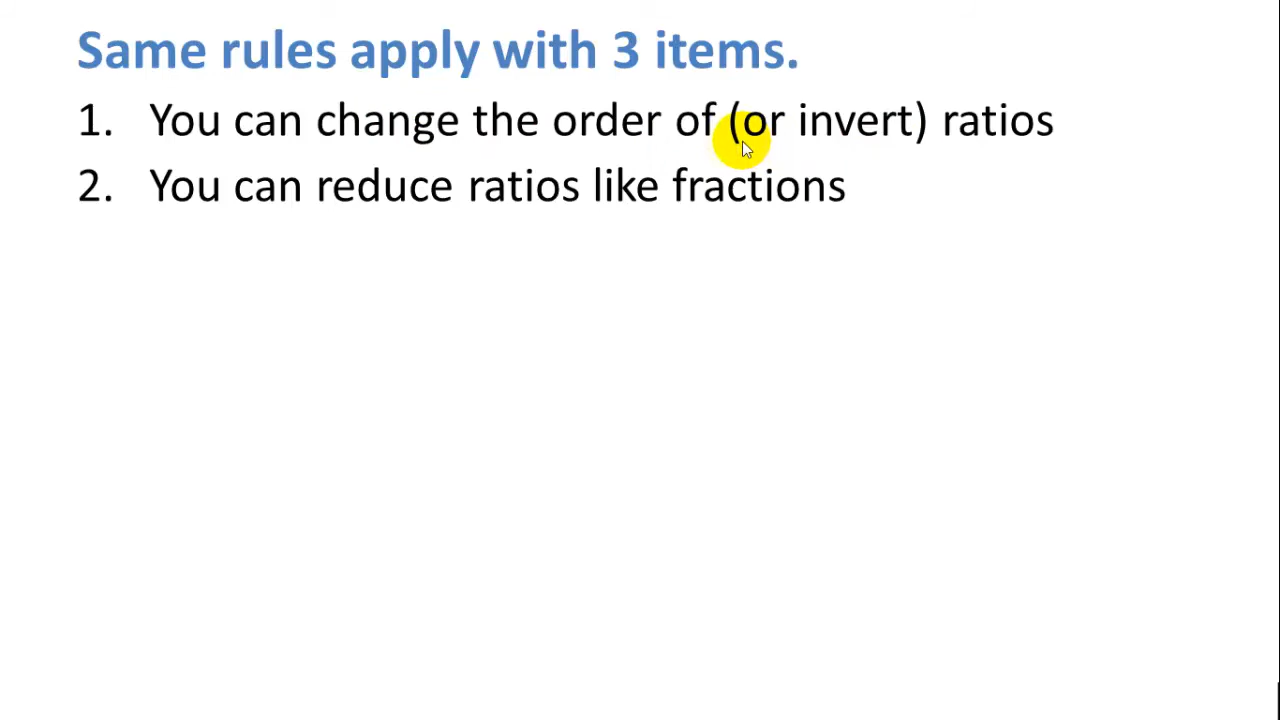 Same rules apply with 3 items.
1. You can change the order of (or invert) ratios
2. You can reduce ratios like fractions